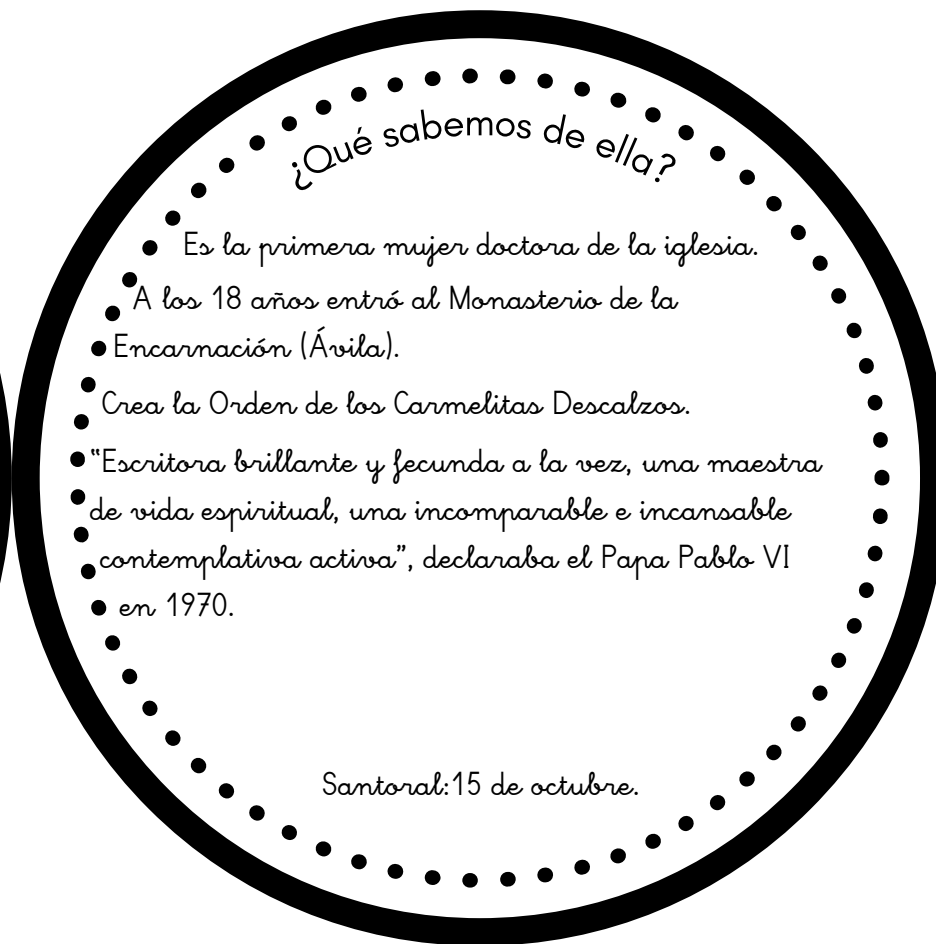 ¿Qué sabemos de ella?
Es la primera mujer doctora de la iglesia.
A los 18 años entró al Monasterio de la
Encarnación (Ávila).
Crea la Orden de los Carmelitas Descalzos.
"Escritora brillante y fecunda a la vez, una maestra
de vida espiritual, una incomparable e incansable
contemplativa activa”, declaraba el Papa Pablo VI
en 1970.
Santoral:15 de octubre.